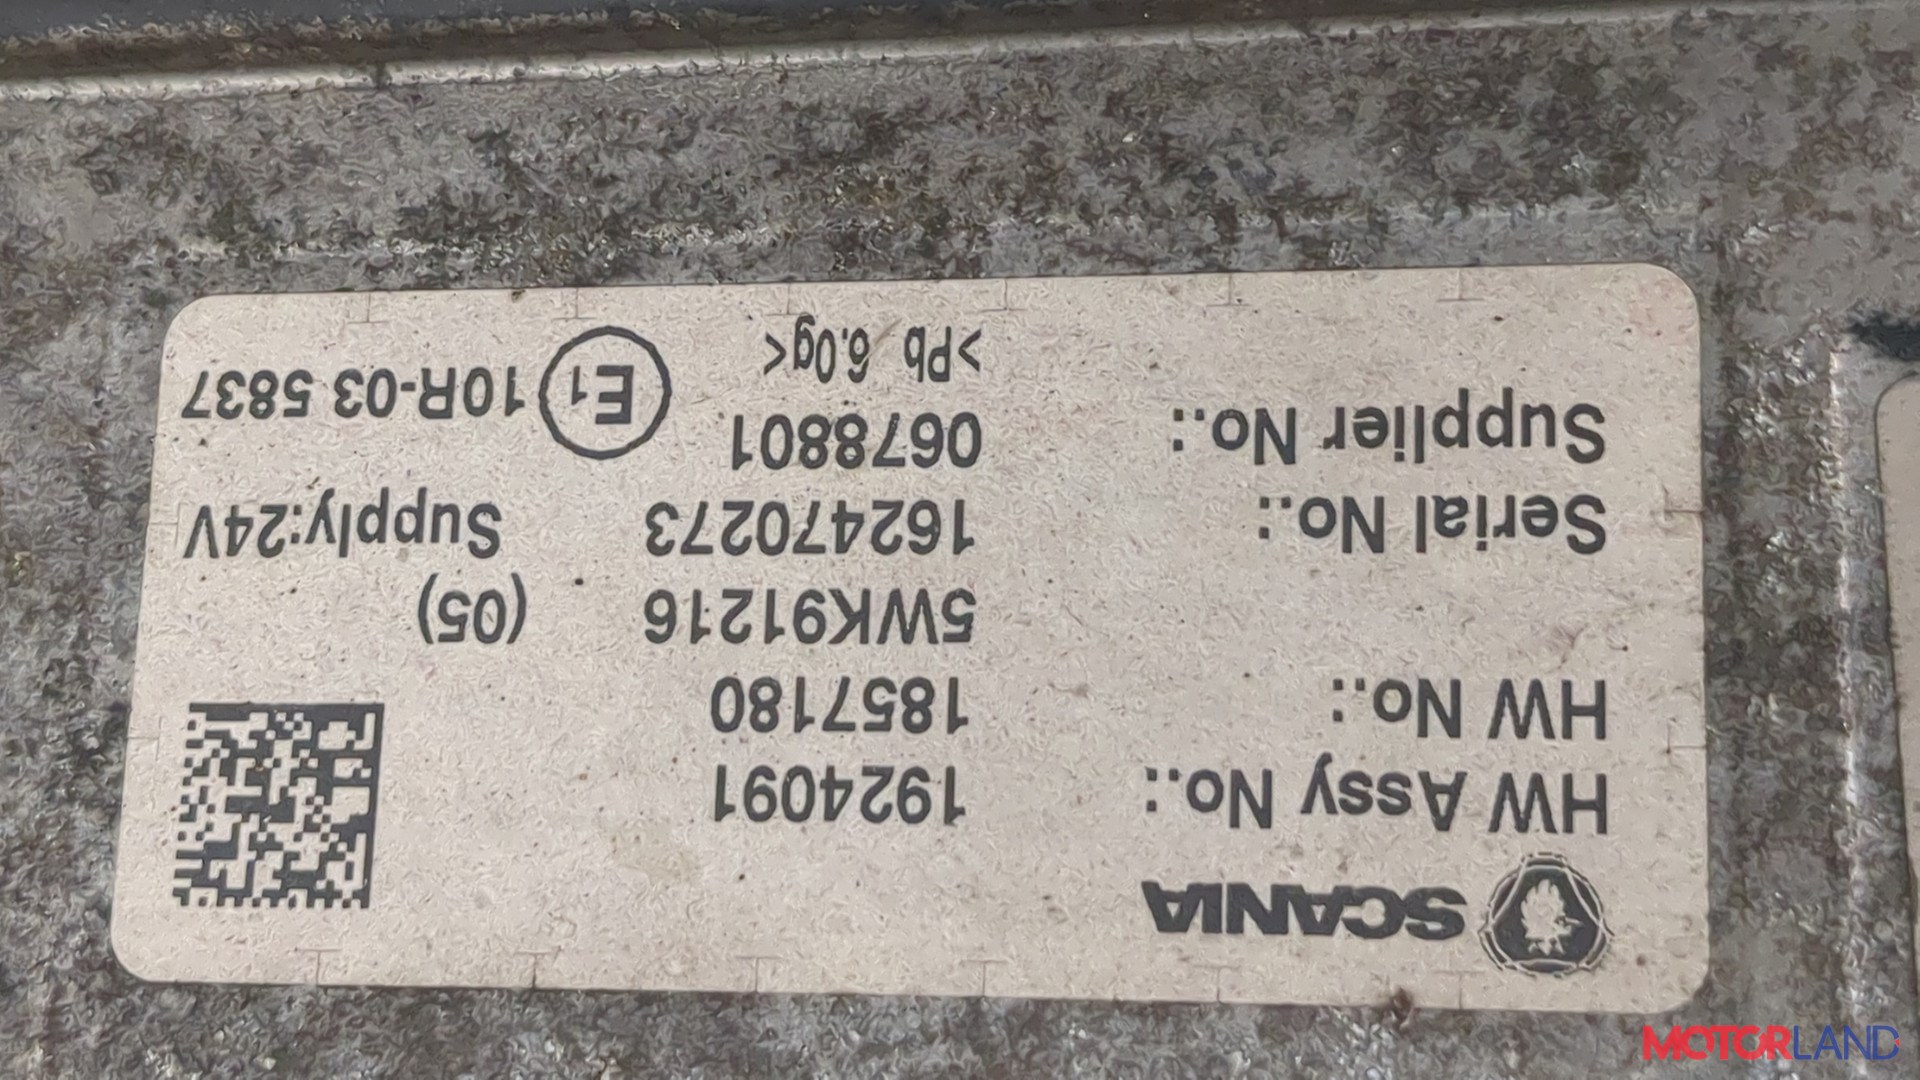 SCANIA
HW Assy No.: 1924091
HW No.: 1857180
5WK91216 (05)
Serial No.: 162470273 Supply:24V
Supplier No.: 0678801 E1 10R-03 5837
>Pb 6.0g<
MOTORLAND